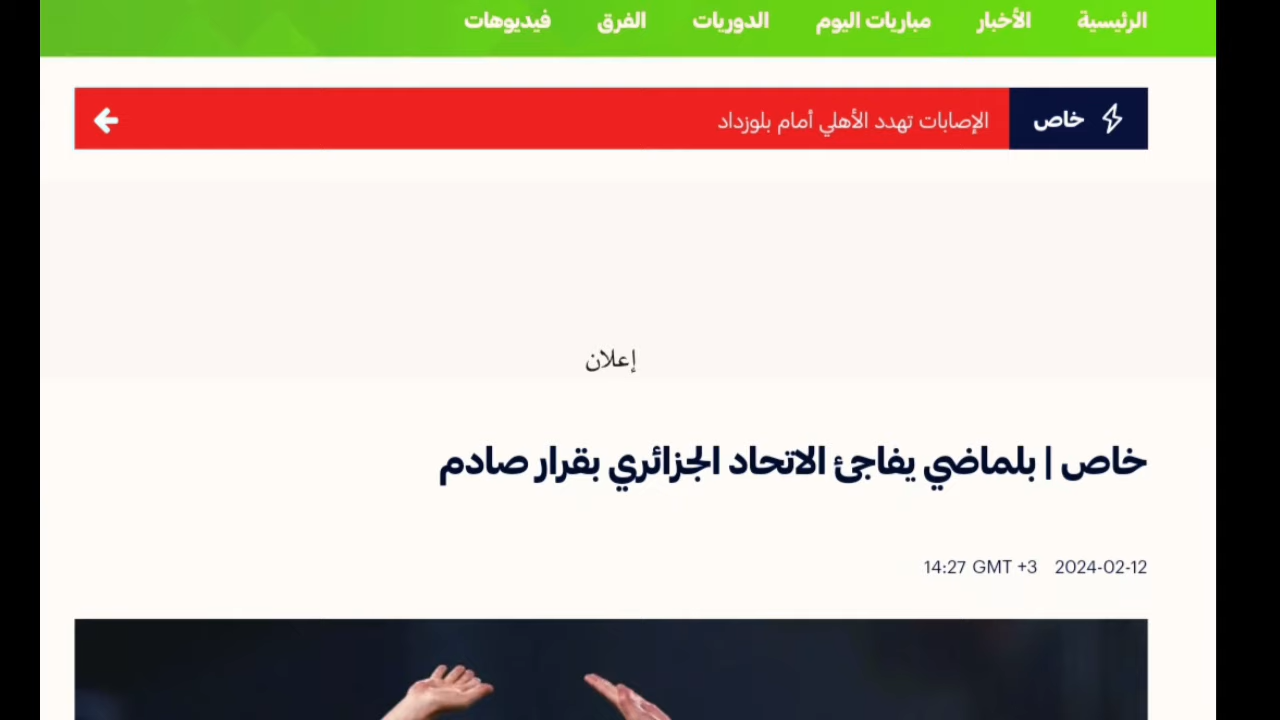 الرئيسية الأخبار مباريات اليوم الدوريات الفرق فيديوهات
خاص الإصابات تهدد الأهلي أمام بلوزداد
إعلان
خاص | بلماضي يفاجئ الاتحاد الجزائري بقرار صادم
2024-02-12 14:27 GMT +3